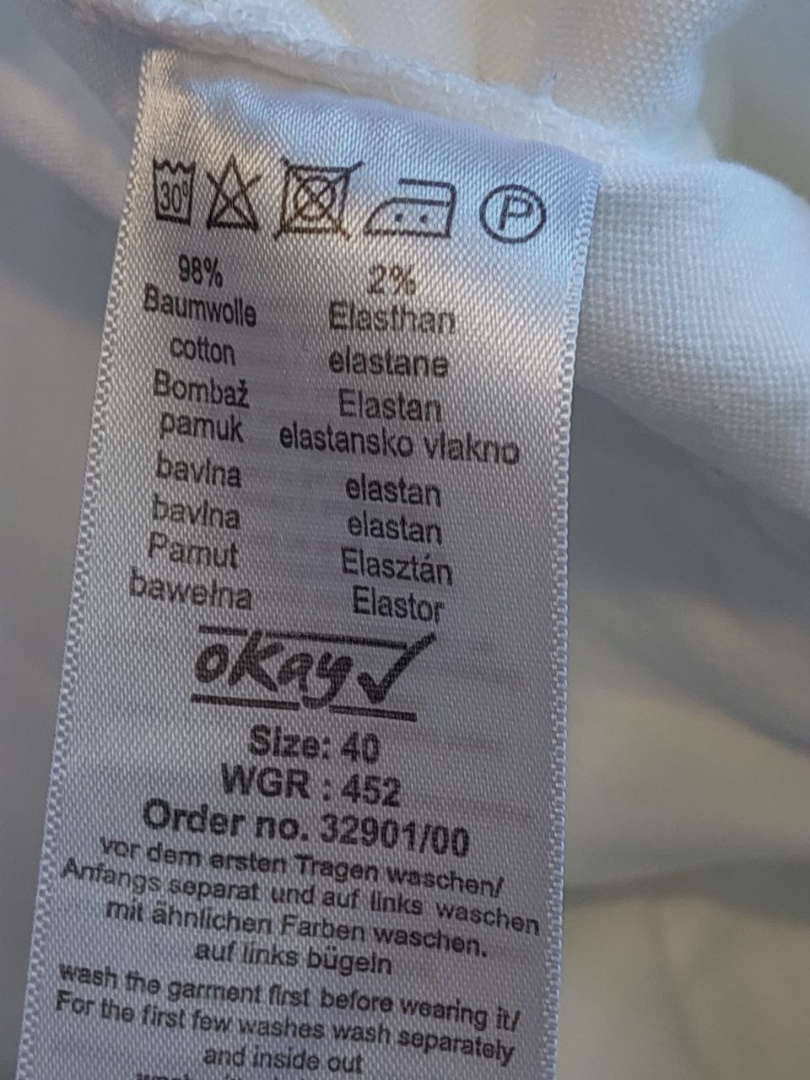 30°
P
98% 2%
Baumwolle Elasthan
cotton elastane
Bombaž Elastan
pamuk elastansko vlakno
bavlna elastan
bavlna elastan
Pamut Elasztán
bawełna Elastor
okay
Size: 40
WGR : 452
Order no. 32901/00
vor dem ersten Tragen waschen/
Anfangs separat und auf links waschen
mit ähnlichen Farben waschen.
auf links bügeln
wash the garment first before wearing it/
For the first few washes wash separately
and inside out